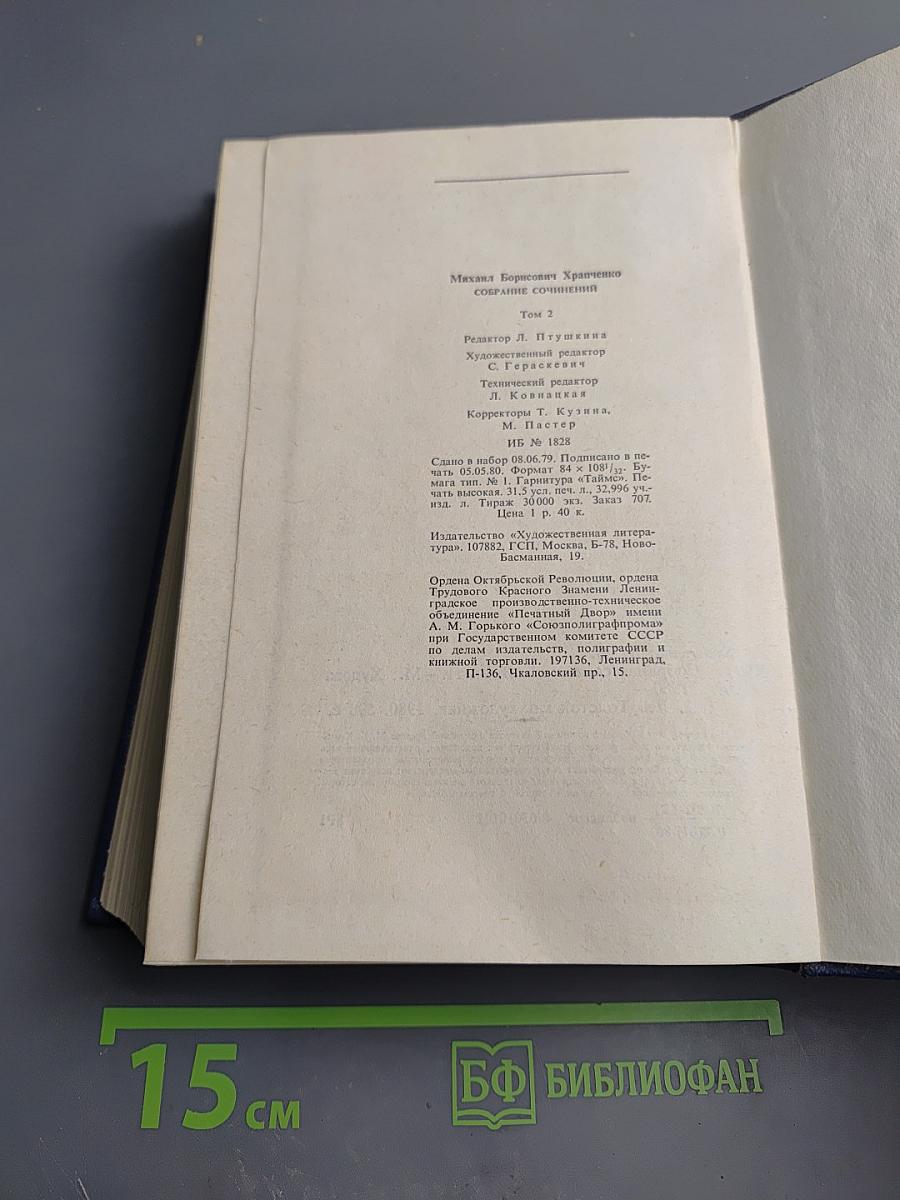 Михаил Борисович Храпченко
СОБРАНИЕ СОЧИНЕНИЙ
Том 2
Редактор Л. Птушкина
Художественный редактор
С. Гераскевич
Технический редактор
Л. Ковнацкая
Корректоры Т. Кузина,
М. Пастер
ИБ № 1828
Сдано в набор 08.06.79. Подписано в пе-
чать 05.05.80. Формат 84 × 108¹/₃₂. Бу-
мага тип. № 1. Гарнитура «Таймс». Пе-
чать высокая. 31,5 усл. печ. л., 32,996 уч.-
изд. л. Тираж 30 000 экз. Заказ 707.
Цена 1 р. 40 к.
Издательство «Художественная литера-
тура». 107882, ГСП, Москва, Б-78, Ново-
Басманная, 19.
Ордена Октябрьской Революции, ордена
Трудового Красного Знамени Ленин-
градское производственно-техническое
объединение «Печатный Двор» имени
А. М. Горького «Союзполиграфпрома»
при Государственном комитете СССР
по делам издательств, полиграфии и
книжной торговли. 197136, Ленинград,
П-136, Чкаловский пр., 15.
15 см
БФ БИБЛИОФАН